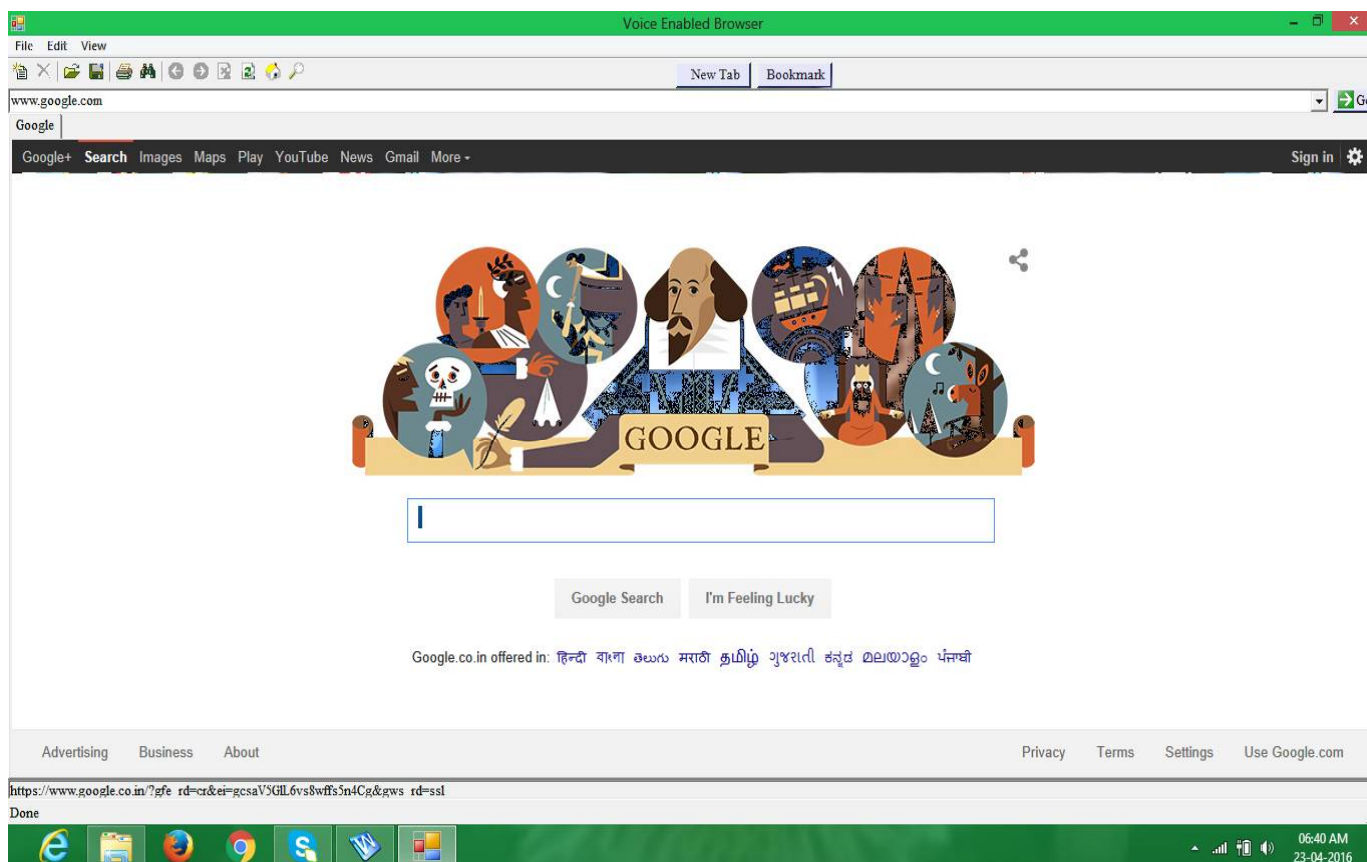 Voice Enabled Browser
File Edit View
New Tab Bookmark
www.google.com
Google
Google+ Search Images Maps Play YouTube News Gmail More Sign in
GOOGLE
Google Search I'm Feeling Lucky
Google.co.in offered in: हिन्दी বাংলা తెలుగు मराठी தமிழ் ગુજરાતી ಕನ್ನಡ മലയാളം ਪੰਜਾਬੀ
Advertising Business About Privacy Terms Settings Use Google.com
Done
06:40 AM
23-04-2016